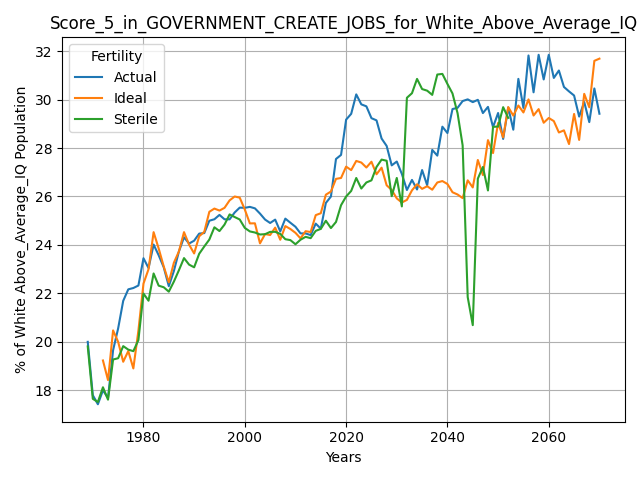 Score_5_in_GOVERNMENT_CREATE_JOBS_for_White_Above_Average_IQ
Fertility
Actual
Ideal
Sterile
% of White Above_Average_IQ Population
32
30
28
26
24
22
20
18
1980
2000
2020
2040
2060
Years